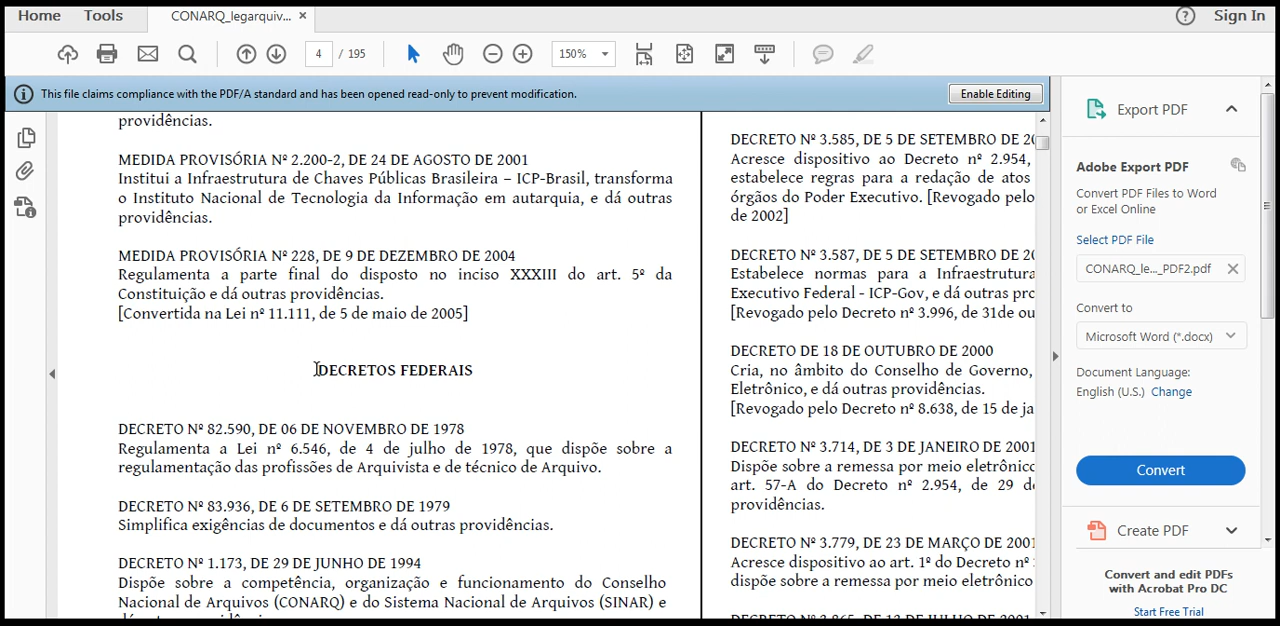 Home
Tools
CONARQ_legarquiv... ×
Sign In
4 / 195
150%
This file claims compliance with the PDF/A standard and has been opened read-only to prevent modification.
Enable Editing
providências.
MEDIDA PROVISÓRIA Nº 2.200-2, DE 24 DE AGOSTO DE 2001
Institui a Infraestrutura de Chaves Públicas Brasileira – ICP-Brasil, transforma
o Instituto Nacional de Tecnologia da Informação em autarquia, e dá outras
providências.
MEDIDA PROVISÓRIA Nº 228, DE 9 DE DEZEMBRO DE 2004
Regulamenta a parte final do disposto no inciso XXXIII do art. 5º da
Constituição e dá outras providências.
[Convertida na Lei nº 11.111, de 5 de maio de 2005]
DECRETOS FEDERAIS
DECRETO Nº 82.590, DE 06 DE NOVEMBRO DE 1978
Regulamenta a Lei nº 6.546, de 4 de julho de 1978, que dispõe sobre a
regulamentação das profissões de Arquivista e de técnico de Arquivo.
DECRETO Nº 83.936, DE 6 DE SETEMBRO DE 1979
Simplifica exigências de documentos e dá outras providências.
DECRETO Nº 1.173, DE 29 DE JUNHO DE 1994
Dispõe sobre a competência, organização e funcionamento do Conselho
Nacional de Arquivos (CONARQ) e do Sistema Nacional de Arquivos (SINAR) e
DECRETO Nº 3.585, DE 5 DE SETEMBRO DE 20
Acresce dispositivo ao Decreto nº 2.954,
estabelece regras para a redação de atos
órgãos do Poder Executivo. [Revogado pelo
de 2002]
DECRETO Nº 3.587, DE 5 DE SETEMBRO DE 20
Estabelece normas para a Infraestrutura
Executivo Federal - ICP-Gov, e dá outras pro
[Revogado pelo Decreto nº 3.996, de 31de ou
DECRETO DE 18 DE OUTUBRO DE 2000
Cria, no âmbito do Conselho de Governo,
Eletrônico, e dá outras providências.
[Revogado pelo Decreto nº 8.638, de 15 de ja
DECRETO Nº 3.714, DE 3 DE JANEIRO DE 2001
Dispõe sobre a remessa por meio eletrônico
art. 57-A do Decreto nº 2.954, de 29 de
providências.
DECRETO Nº 3.779, DE 23 DE MARÇO DE 2001
Acresce dispositivo ao art. 1º do Decreto nº
dispõe sobre a remessa por meio eletrônico
Export PDF
Adobe Export PDF
Convert PDF Files to Word
or Excel Online
Select PDF File
CONARQ_le..._PDF2.pdf
Convert to
Microsoft Word (*.docx)
Document Language:
English (U.S.) Change
Convert
Create PDF
Convert and edit PDFs
with Acrobat Pro DC
Start Free Trial